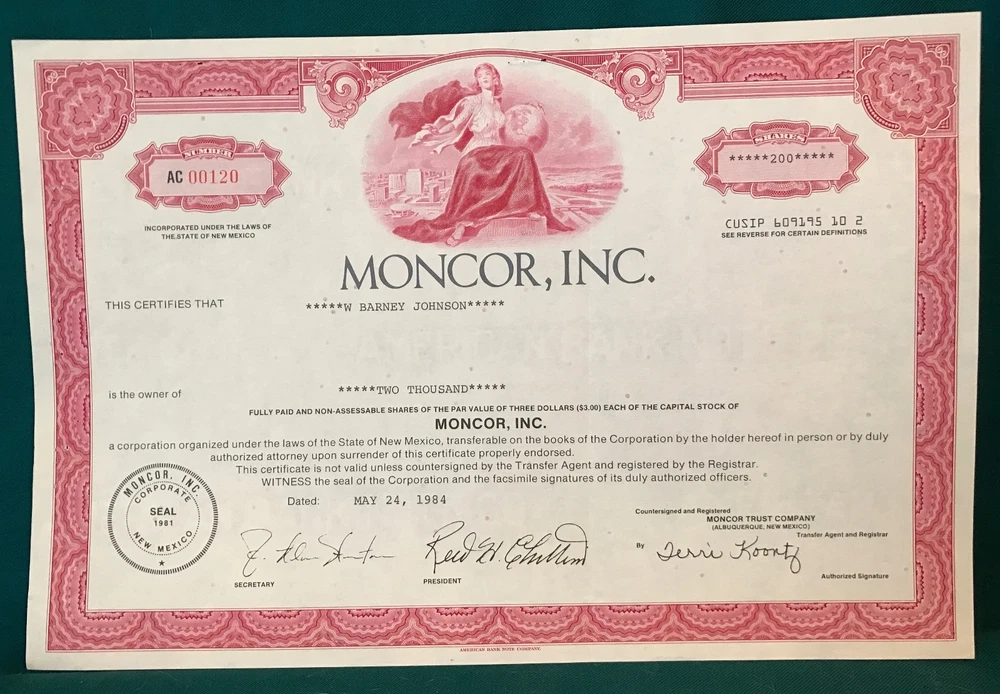 NUMBER
AC 00120
INCORPORATED UNDER THE LAWS OF
THE STATE OF NEW MEXICO
SHARES
*****200*****
CUSIP 609195 10 2
SEE REVERSE FOR CERTAIN DEFINITIONS
MONCOR, INC.
THIS CERTIFIES THAT *****W BARNEY JOHNSON*****
is the owner of *****TWO THOUSAND*****
FULLY PAID AND NON-ASSESSABLE SHARES OF THE PAR VALUE OF THREE DOLLARS ($3.00) EACH OF THE CAPITAL STOCK OF
MONCOR, INC.
a corporation organized under the laws of the State of New Mexico, transferable on the books of the Corporation by the holder hereof in person or by duly
authorized attorney upon surrender of this certificate properly endorsed.
This certificate is not valid unless countersigned by the Transfer Agent and registered by the Registrar.
WITNESS the seal of the Corporation and the facsimile signatures of its duly authorized officers.
Dated: MAY 24, 1984
MONCOR, INC.
CORPORATE
SEAL
1981
NEW MEXICO
SECRETARY
PRESIDENT
Countersigned and Registered
MONCOR TRUST COMPANY
(ALBUQUERQUE, NEW MEXICO)
Transfer Agent and Registrar
By Terri Koontz
Authorized Signature
AMERICAN BANK NOTE COMPANY.